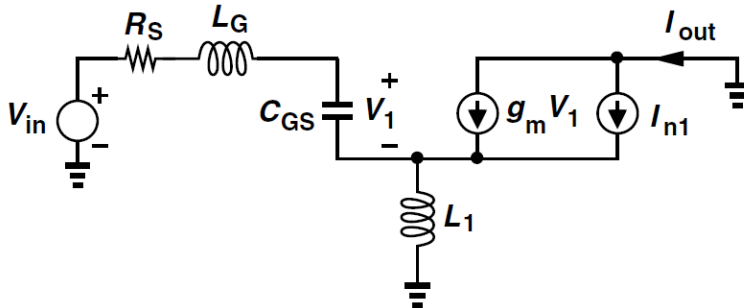 R_S
L_G
I_out
V_in
+
−
C_GS
+
V_1
−
g_m V_1
I_n1
L_1